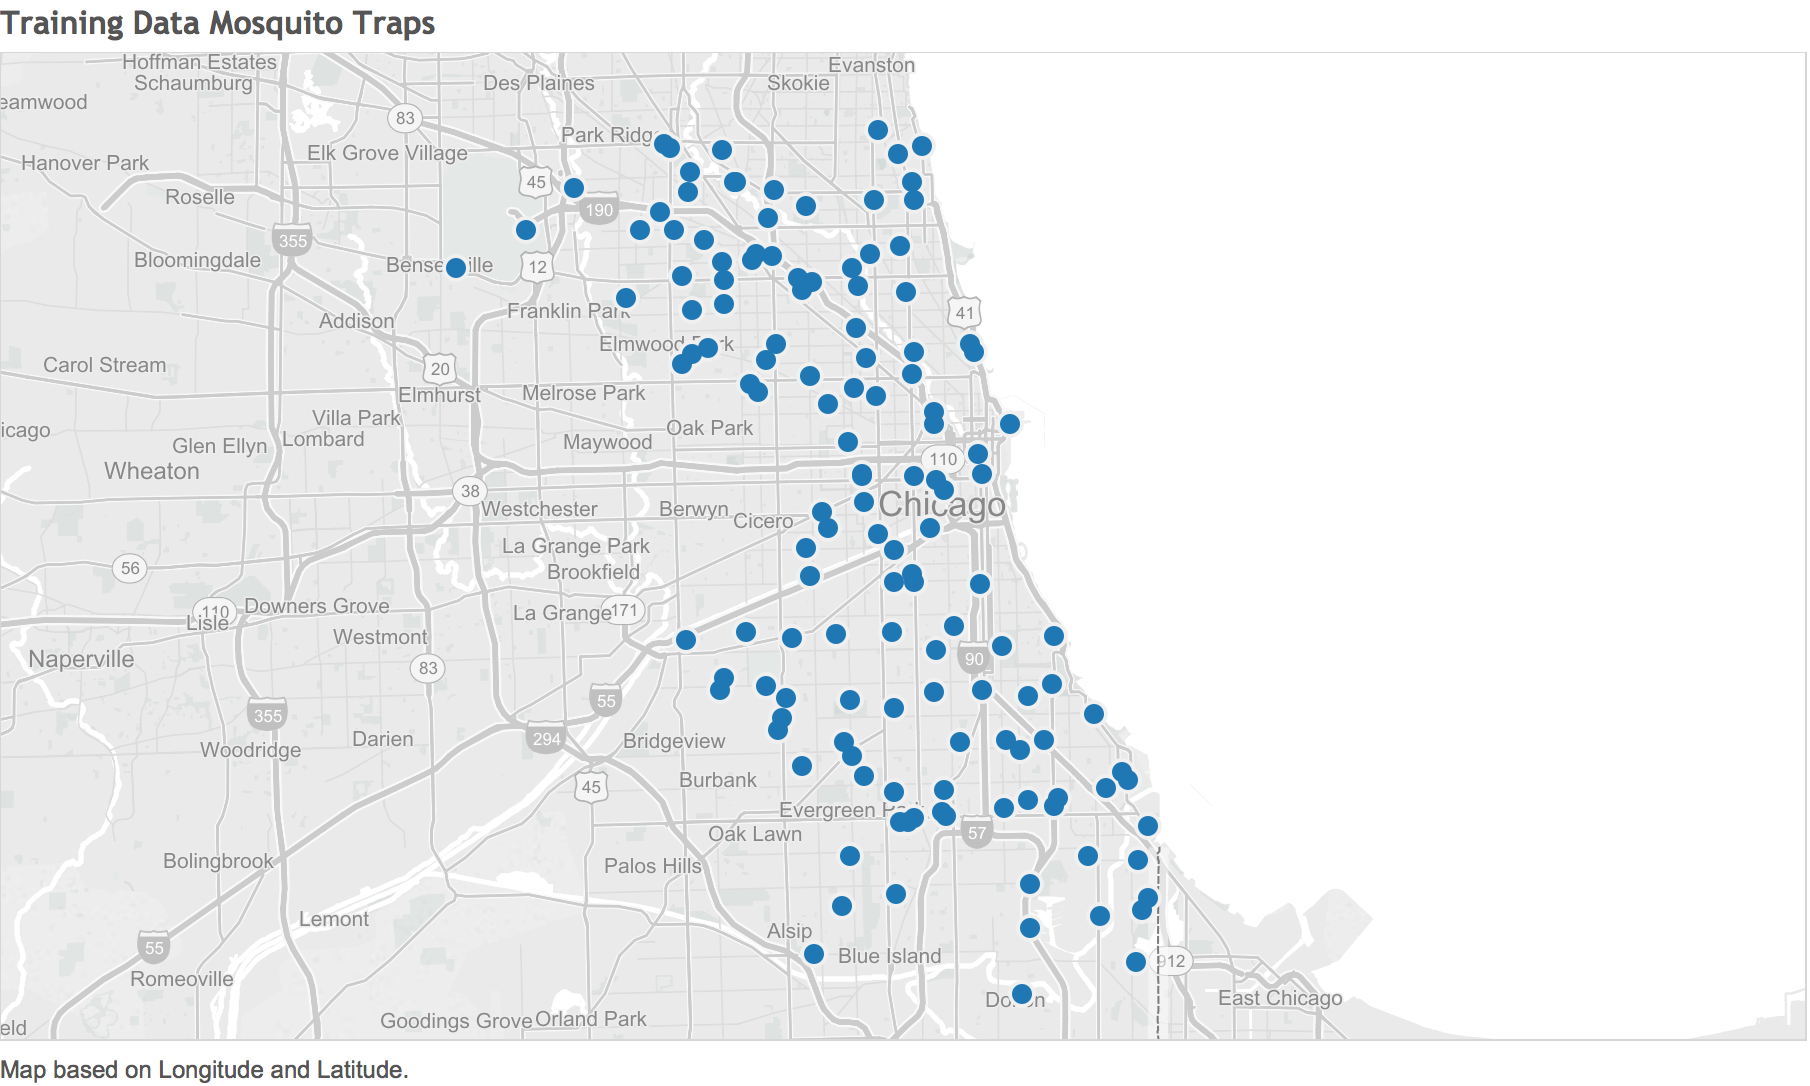 Training Data Mosquito Traps
Hoffman Estates
Evanston
Schaumburg
Des Plaines
Skokie
eamwood
83
Park Ridg
Elk Grove Village
Hanover Park
45
Roselle
190
355
Bloomingdale
Bense ille
12
Franklin Park
41
Addison
Elmwood P rk
Carol Stream
20
Elmhurst
Melrose Park
Villa Park
icago
Lombard
Oak Park
Glen Ellyn
Maywood
110
Wheaton
38
Chicago
Westchester
Berwyn
Cicero
La Grange Park
56
Brookfield
110
Downers Grove
La Grange
171
Lisle
Westmont
Naperville
83
90
55
355
294
Bridgeview
Darien
Woodridge
Burbank
45
Evergreen Park
Oak Lawn
57
Bolingbrook
Palos Hills
Lemont
Alsip
55
Blue Island
912
Romeoville
Do on
East Chicago
Goodings Grove
Orland Park
eld
Map based on Longitude and Latitude.